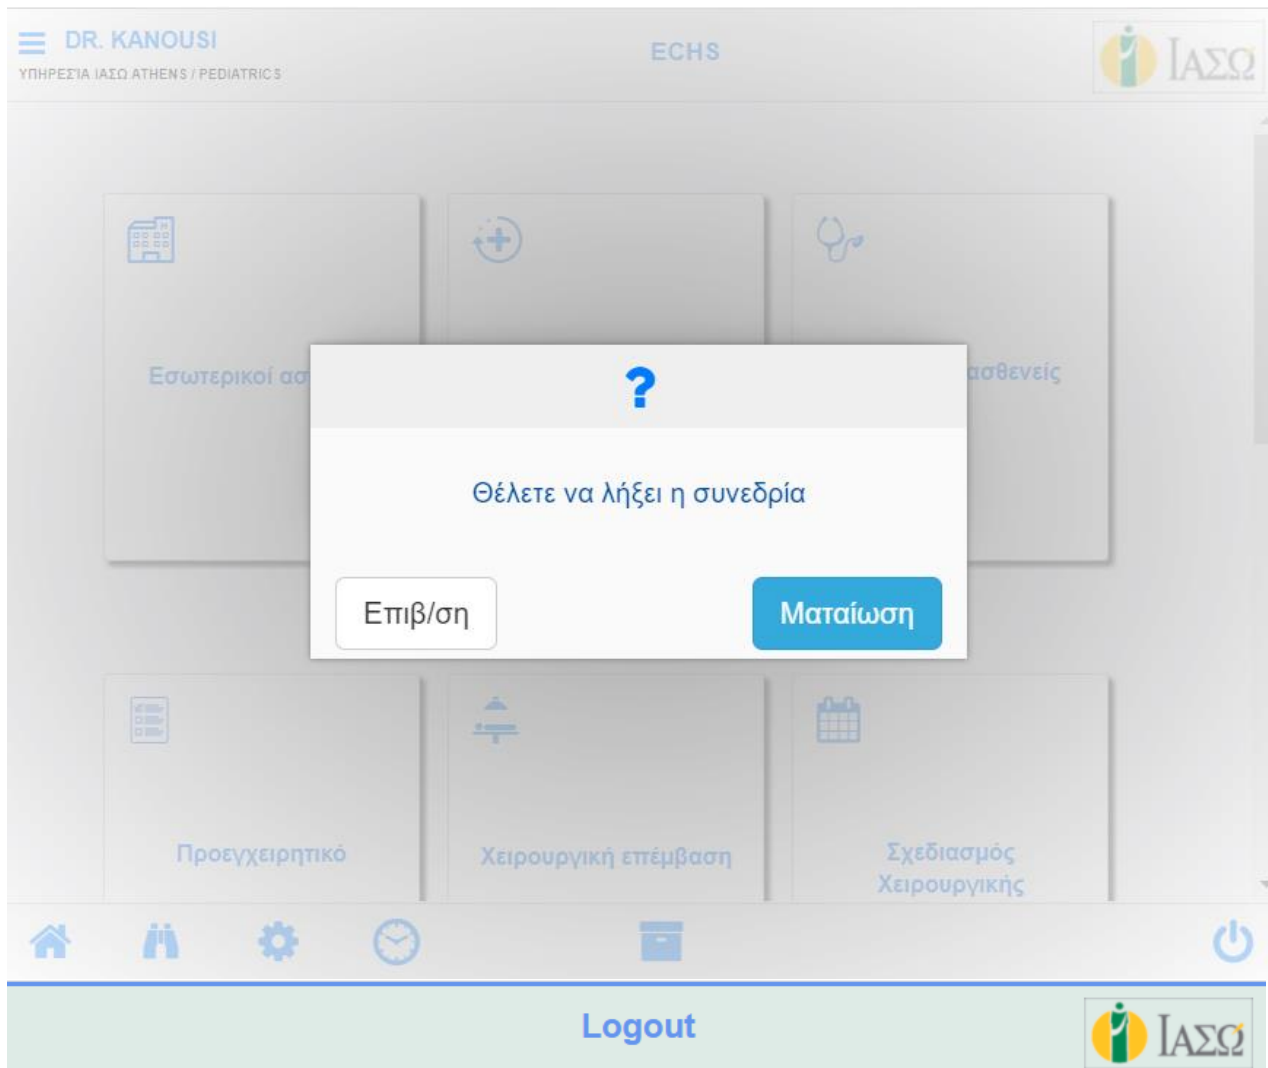 DR. KANOUSI
ΥΠΗΡΕΣΊΑ ΙΑΣΩ ATHENS / PEDIATRICS
ECHS
ΙΑΣΩ
Εσωτερικοί ασ
ασθενείς
?
Θέλετε να λήξει η συνεδρία
Επιβ/ση
Ματαίωση
Προεγχειρητικό
Χειρουργική επέμβαση
Σχεδιασμός
Χειρουργικής
Logout
ΙΑΣΩ